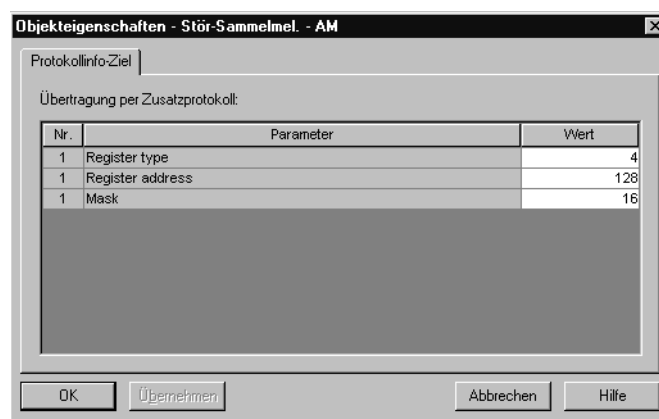 Objekteigenschaften - Stör-Sammelmel. - AM
Protokollinfo-Ziel
Übertragung per Zusatzprotokoll:
Nr. Parameter Wert
1 Register type 4
1 Register address 128
1 Mask 16
OK Übernehmen Abbrechen Hilfe